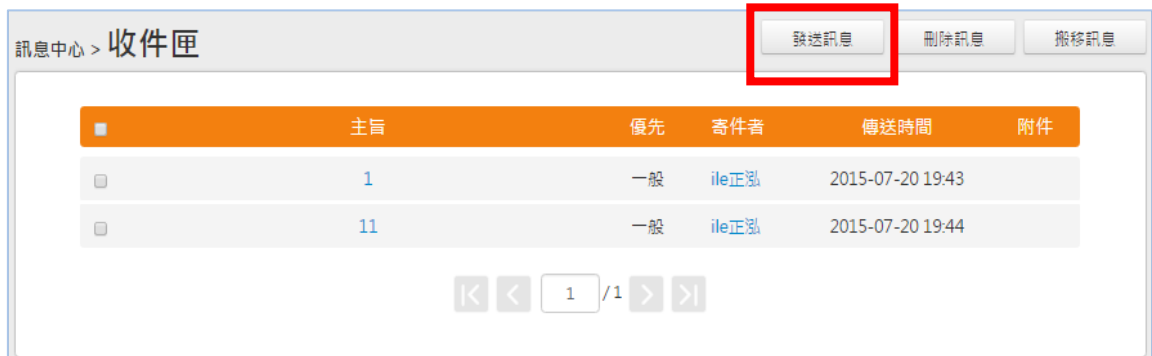 訊息中心 > 收件匣 發送訊息 刪除訊息 搬移訊息
主旨 優先 寄件者 傳送時間 附件
1 一般 ile正泓 2015-07-20 19:43
11 一般 ile正泓 2015-07-20 19:44
1 /1